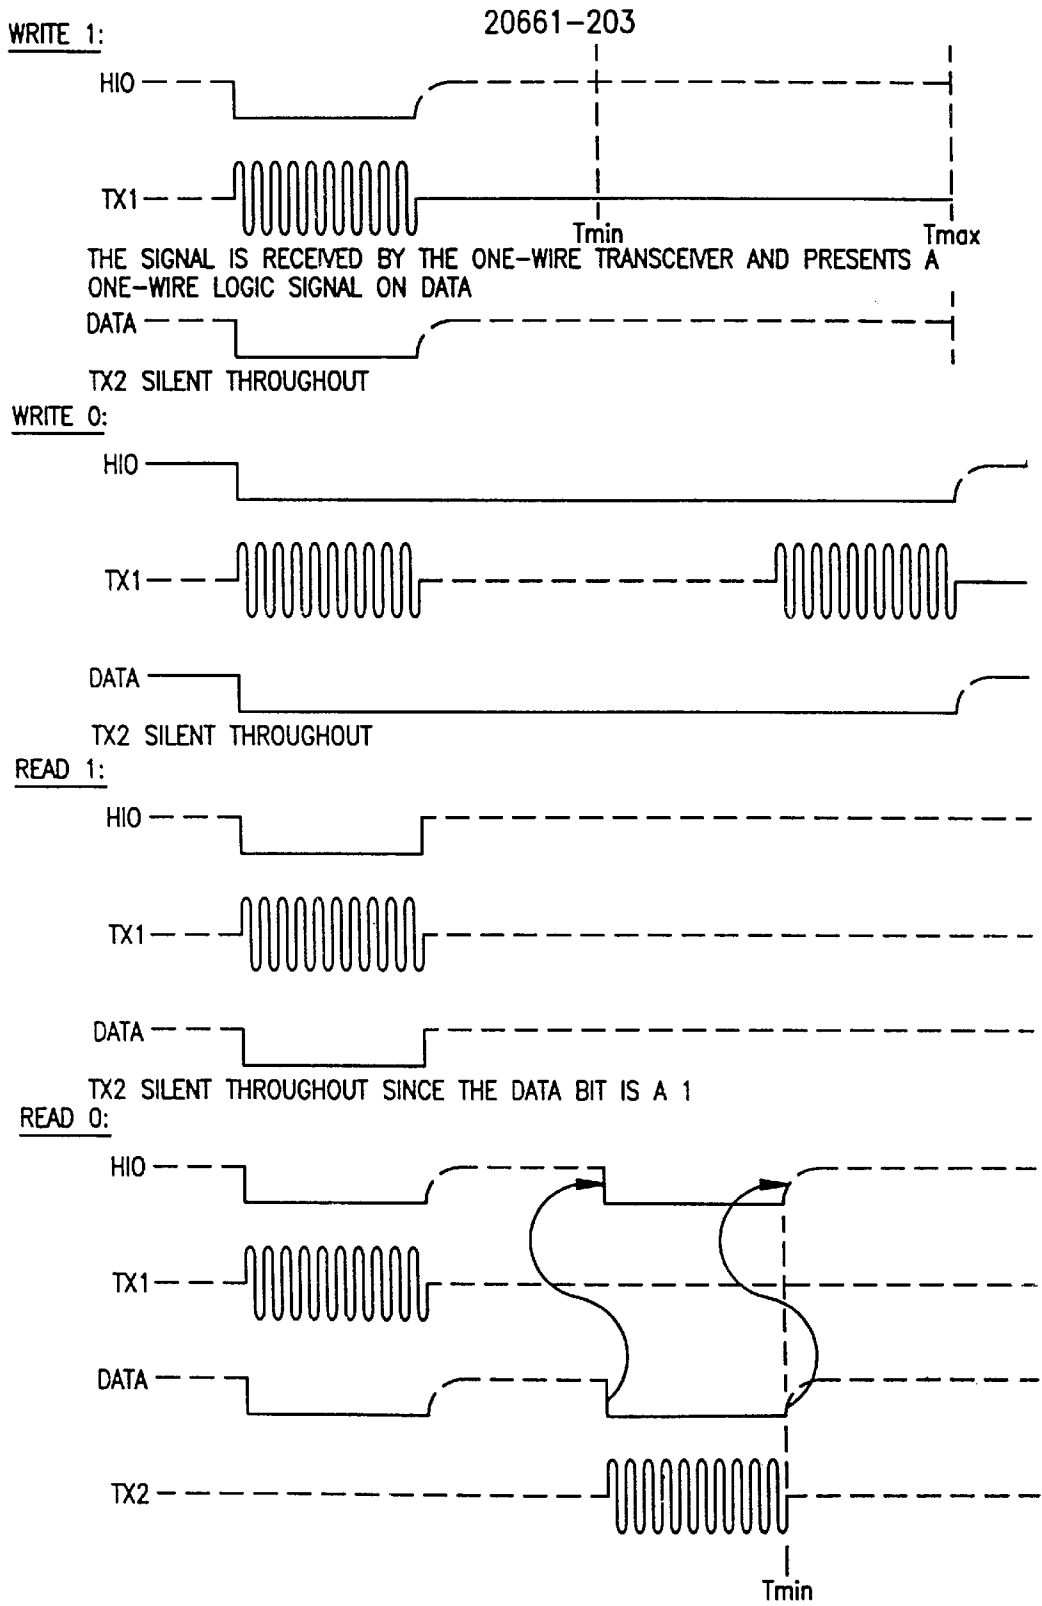 20661-203
WRITE 1:
HIO
TX1
Tmin
Tmax
THE SIGNAL IS RECEIVED BY THE ONE-WIRE TRANSCEIVER AND PRESENTS A
ONE-WIRE LOGIC SIGNAL ON DATA
DATA
TX2 SILENT THROUGHOUT
WRITE 0:
HIO
TX1
DATA
TX2 SILENT THROUGHOUT
READ 1:
HIO
TX1
DATA
TX2 SILENT THROUGHOUT SINCE THE DATA BIT IS A 1
READ 0:
HIO
TX1
DATA
TX2
Tmin